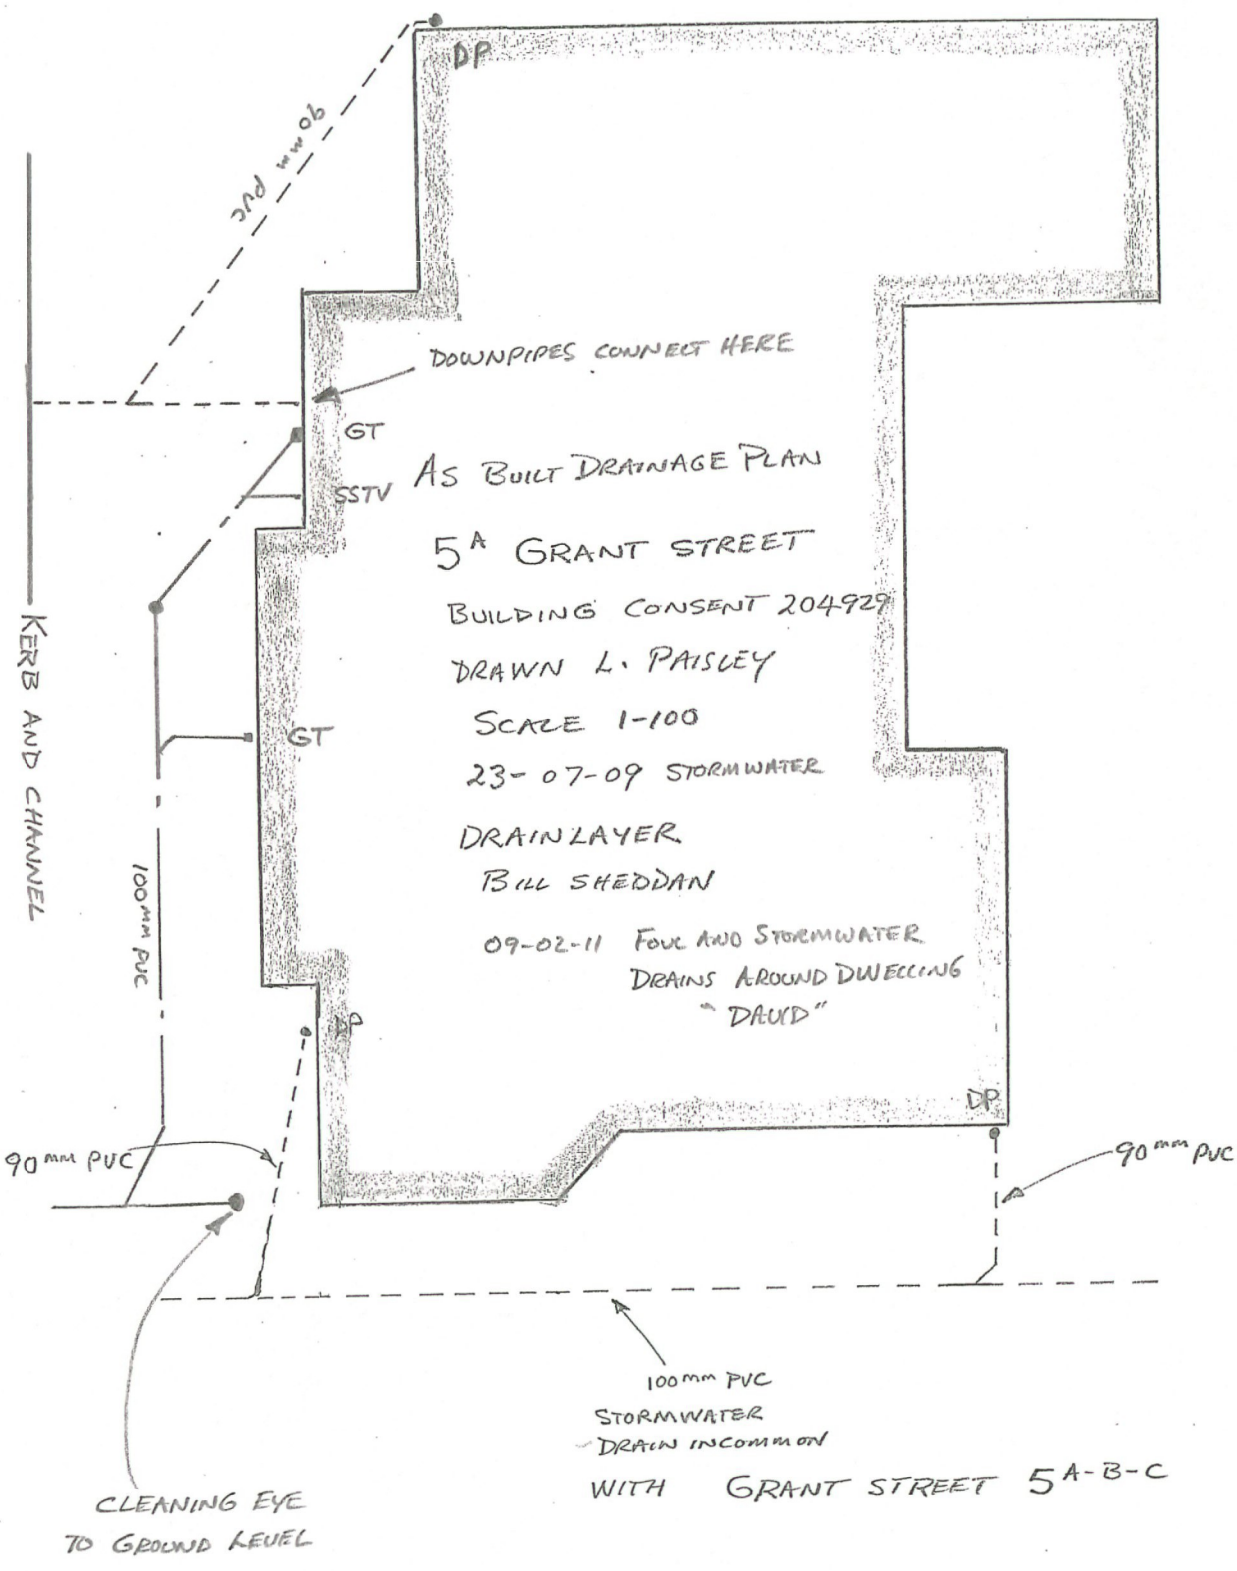 DP
90mm PVC
DOWNPIPES CONNECT HERE
GT
SSTV
AS BUILT DRAINAGE PLAN
5A GRANT STREET
BUILDING CONSENT 204929
DRAWN L. PAISLEY
SCALE 1-100
23-07-09 STORMWATER
DRAINLAYER
BILL SHEDDAN
09-02-11 FOUL AND STORMWATER
DRAINS AROUND DWELLING
"DAVID"
KERB AND CHANNEL
GT
100mm PVC
DP
DP
90mm PVC
90mm PVC
100mm PVC
STORMWATER
DRAIN INCOMMON
WITH GRANT STREET 5A-B-C
CLEANING EYE
TO GROUND LEVEL